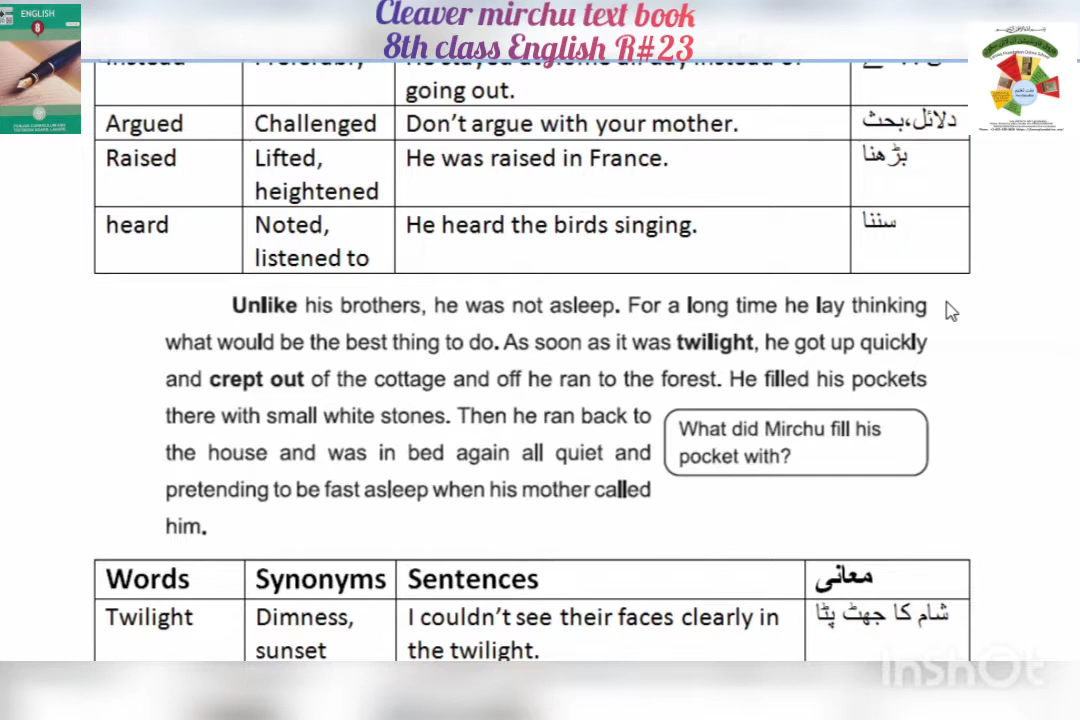 ENGLISH
8
Cleaver mirchu text book
8th class English R#23
going out.
Argued Challenged Don't argue with your mother. دلائل،بحث
Raised Lifted, He was raised in France. بڑھنا
heightened
heard Noted, He heard the birds singing. سننا
listened to
Unlike his brothers, he was not asleep. For a long time he lay thinking
what would be the best thing to do. As soon as it was twilight, he got up quickly
and crept out of the cottage and off he ran to the forest. He filled his pockets
there with small white stones. Then he ran back to
the house and was in bed again all quiet and
pretending to be fast asleep when his mother called
him.
What did Mirchu fill his
pocket with?
Words Synonyms Sentences معانی
Twilight Dimness, I couldn't see their faces clearly in شام کا جھٹ پٹا
sunset the twilight.
InShOt